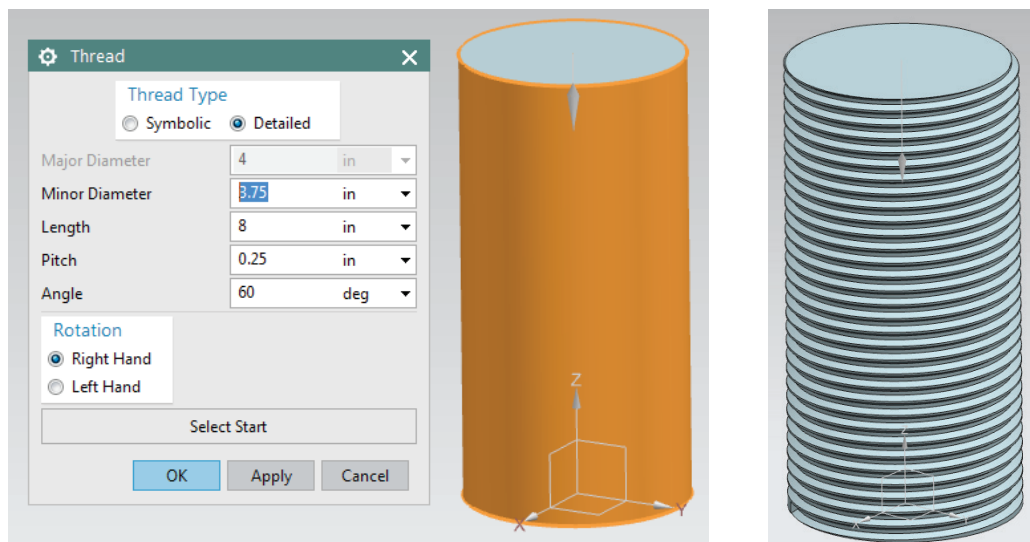 Thread
Thread Type
Symbolic Detailed
Major Diameter 4 in
Minor Diameter 3.75 in
Length 8 in
Pitch 0.25 in
Angle 60 deg
Rotation
Right Hand
Left Hand
Select Start
OK Apply Cancel
Z
X Y
Z
X Y